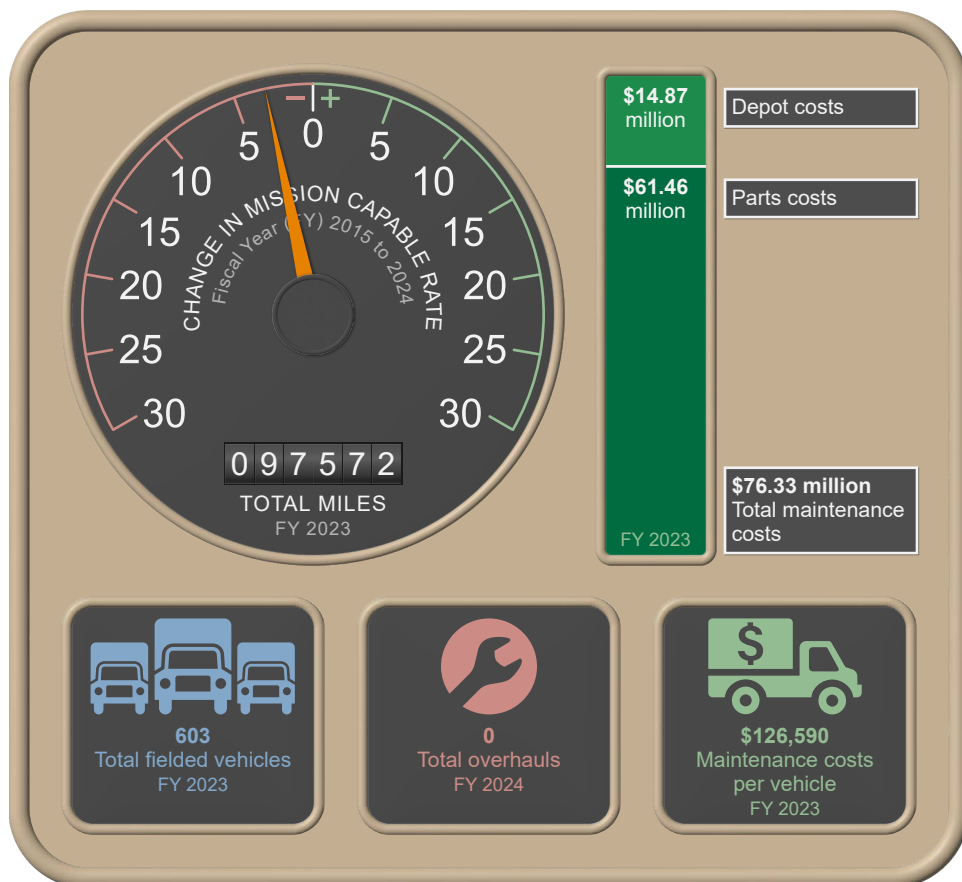 − +
0
5
5
10
10
15
15
20
20
25
25
30
30
CHANGE IN MISSION CAPABLE RATE
Fiscal Year (FY) 2015 to 2024
097572
TOTAL MILES
FY 2023
$14.87
million
Depot costs
$61.46
million
Parts costs
$76.33 million
Total maintenance
costs
FY 2023
603
Total fielded vehicles
FY 2023
0
Total overhauls
FY 2024
$
$126,590
Maintenance costs
per vehicle
FY 2023